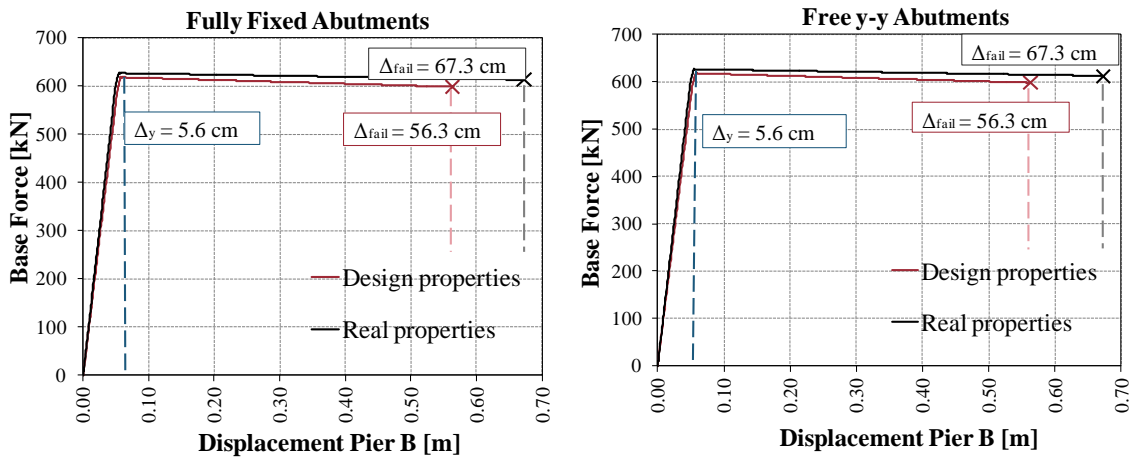 Fully Fixed Abutments
Base Force [kN]
700
600
500
400
300
200
100
0
Δfail = 67.3 cm
Δy = 5.6 cm
Δfail = 56.3 cm
Design properties
Real properties
0.00
0.10
0.20
0.30
0.40
0.50
0.60
0.70
Displacement Pier B [m]
Free y-y Abutments
Base Force [kN]
700
600
500
400
300
200
100
0
Δfail = 67.3 cm
Δfail = 56.3 cm
Δy = 5.6 cm
Design properties
Real properties
0.00
0.10
0.20
0.30
0.40
0.50
0.60
0.70
Displacement Pier B [m]